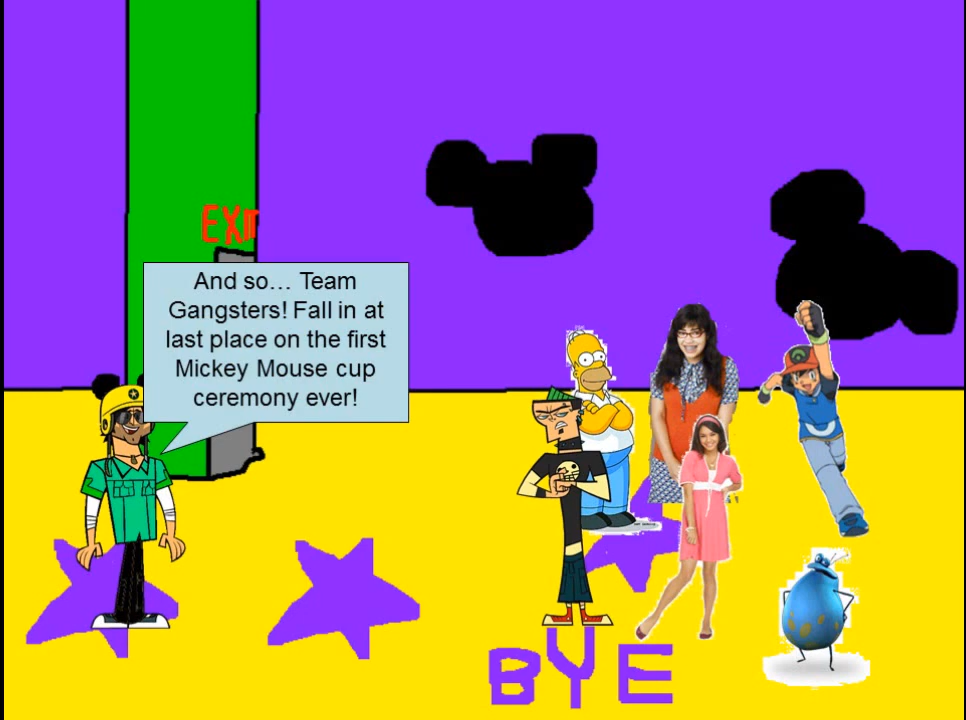 EXIT
And so… Team
Gangsters! Fall in at
last place on the first
Mickey Mouse cup
ceremony ever!
BYE